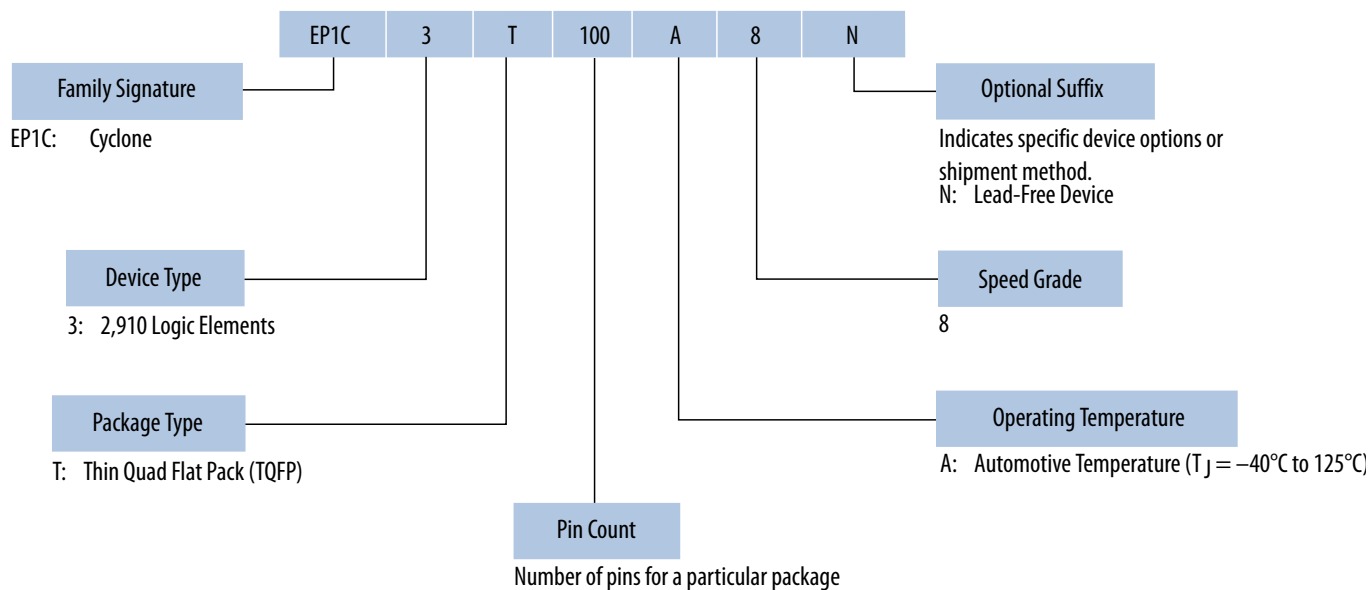 EP1C 3 T 100 A 8 N
Family Signature
EP1C: Cyclone
Optional Suffix
Indicates specific device options or
shipment method.
N: Lead-Free Device
Device Type
3: 2,910 Logic Elements
Speed Grade
8
Package Type
T: Thin Quad Flat Pack (TQFP)
Operating Temperature
A: Automotive Temperature (T J = –40°C to 125°C)
Pin Count
Number of pins for a particular package